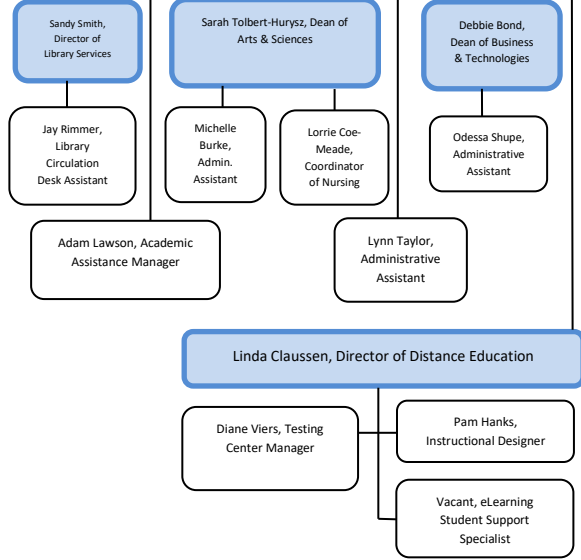 Sandy Smith,
Director of
Library Services
Sarah Tolbert-Hurysz, Dean of
Arts & Sciences
Debbie Bond,
Dean of Business
& Technologies
Jay Rimmer,
Library
Circulation
Desk Assistant
Michelle
Burke,
Admin.
Assistant
Lorrie Coe-
Meade,
Coordinator
of Nursing
Odessa Shupe,
Administrative
Assistant
Adam Lawson, Academic
Assistance Manager
Lynn Taylor,
Administrative
Assistant
Linda Claussen, Director of Distance Education
Diane Viers, Testing
Center Manager
Pam Hanks,
Instructional Designer
Vacant, eLearning
Student Support
Specialist